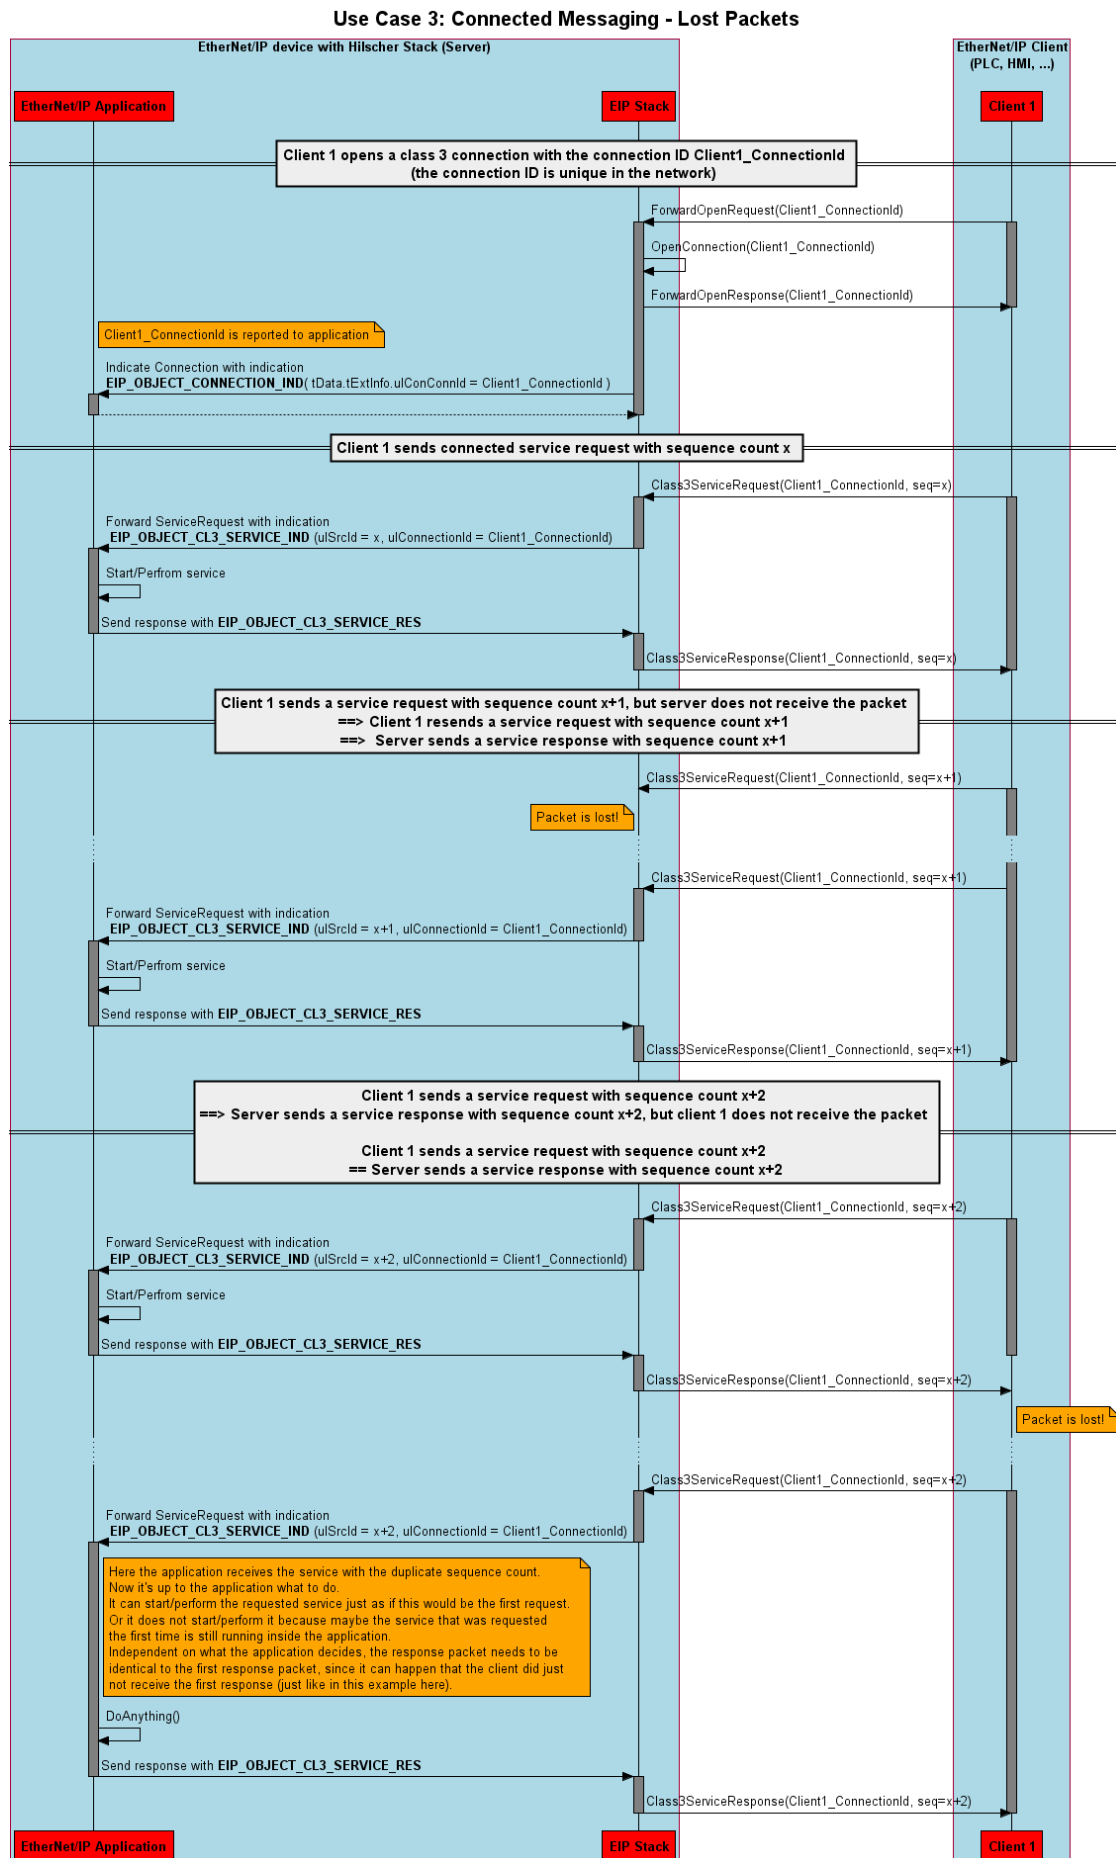 Use Case 3: Connected Messaging - Lost Packets
EtherNet/IP device with Hilscher Stack (Server)
EtherNet/IP Client
(PLC, HMI, ...)
EtherNet/IP Application
EIP Stack
Client 1
Client 1 opens a class 3 connection with the connection ID Client1_ConnectionId
(the connection ID is unique in the network)
ForwardOpenRequest(Client1_ConnectionId)
OpenConnection(Client1_ConnectionId)
ForwardOpenResponse(Client1_ConnectionId)
Client1_ConnectionId is reported to application
Indicate Connection with indication
EIP_OBJECT_CONNECTION_IND( tData.tExtInfo.ulConConnId = Client1_ConnectionId )
Client 1 sends connected service request with sequence count x
Class3ServiceRequest(Client1_ConnectionId, seq=x)
Forward ServiceRequest with indication
EIP_OBJECT_CL3_SERVICE_IND (ulSrcId = x, ulConnectionId = Client1_ConnectionId)
Start/Perfrom service
Send response with EIP_OBJECT_CL3_SERVICE_RES
Class3ServiceResponse(Client1_ConnectionId, seq=x)
Client 1 sends a service request with sequence count x+1, but server does not receive the packet
==> Client 1 resends a service request with sequence count x+1
==> Server sends a service response with sequence count x+1
Class3ServiceRequest(Client1_ConnectionId, seq=x+1)
Packet is lost!
Class3ServiceRequest(Client1_ConnectionId, seq=x+1)
Forward ServiceRequest with indication
EIP_OBJECT_CL3_SERVICE_IND (ulSrcId = x+1, ulConnectionId = Client1_ConnectionId)
Start/Perfrom service
Send response with EIP_OBJECT_CL3_SERVICE_RES
Class3ServiceResponse(Client1_ConnectionId, seq=x+1)
Client 1 sends a service request with sequence count x+2
==> Server sends a service response with sequence count x+2, but client 1 does not receive the packet
Client 1 sends a service request with sequence count x+2
== Server sends a service response with sequence count x+2
Class3ServiceRequest(Client1_ConnectionId, seq=x+2)
Forward ServiceRequest with indication
EIP_OBJECT_CL3_SERVICE_IND (ulSrcId = x+2, ulConnectionId = Client1_ConnectionId)
Start/Perfrom service
Send response with EIP_OBJECT_CL3_SERVICE_RES
Class3ServiceResponse(Client1_ConnectionId, seq=x+2)
Packet is lost!
Class3ServiceRequest(Client1_ConnectionId, seq=x+2)
Forward ServiceRequest with indication
EIP_OBJECT_CL3_SERVICE_IND (ulSrcId = x+2, ulConnectionId = Client1_ConnectionId)
Here the application receives the service with the duplicate sequence count.
Now it's up to the application what to do.
It can start/perform the requested service just as if this would be the first request.
Or it does not start/perform it because maybe the service that was requested
the first time is still running inside the application.
Independent on what the application decides, the response packet needs to be
identical to the first response packet, since it can happen that the client did just
not receive the first response (just like in this example here).
DoAnything()
Send response with EIP_OBJECT_CL3_SERVICE_RES
Class3ServiceResponse(Client1_ConnectionId, seq=x+2)
EtherNet/IP Application
EIP Stack
Client 1